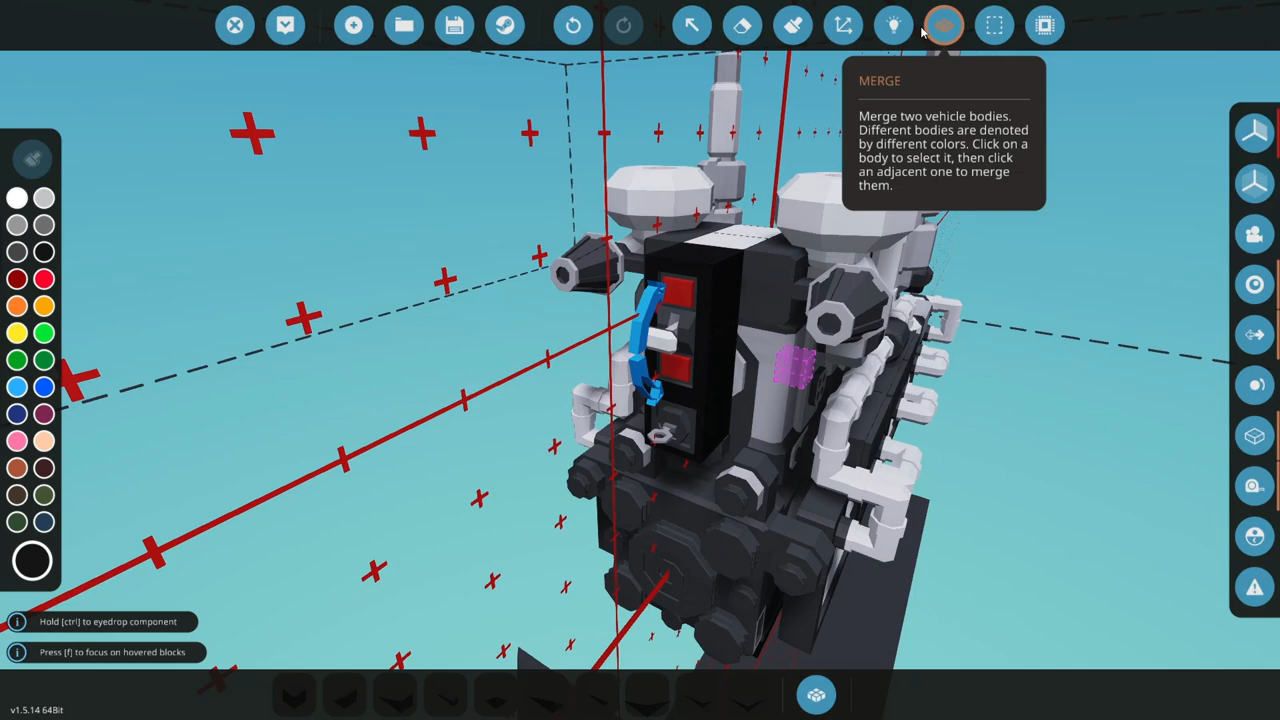 MERGE
Merge two vehicle bodies.
Different bodies are denoted
by different colors. Click on a
body to select it, then click
an adjacent one to merge
them.
Hold [ctrl] to eyedrop component
Press [f] to focus on hovered blocks
v1.5.14 64Bit